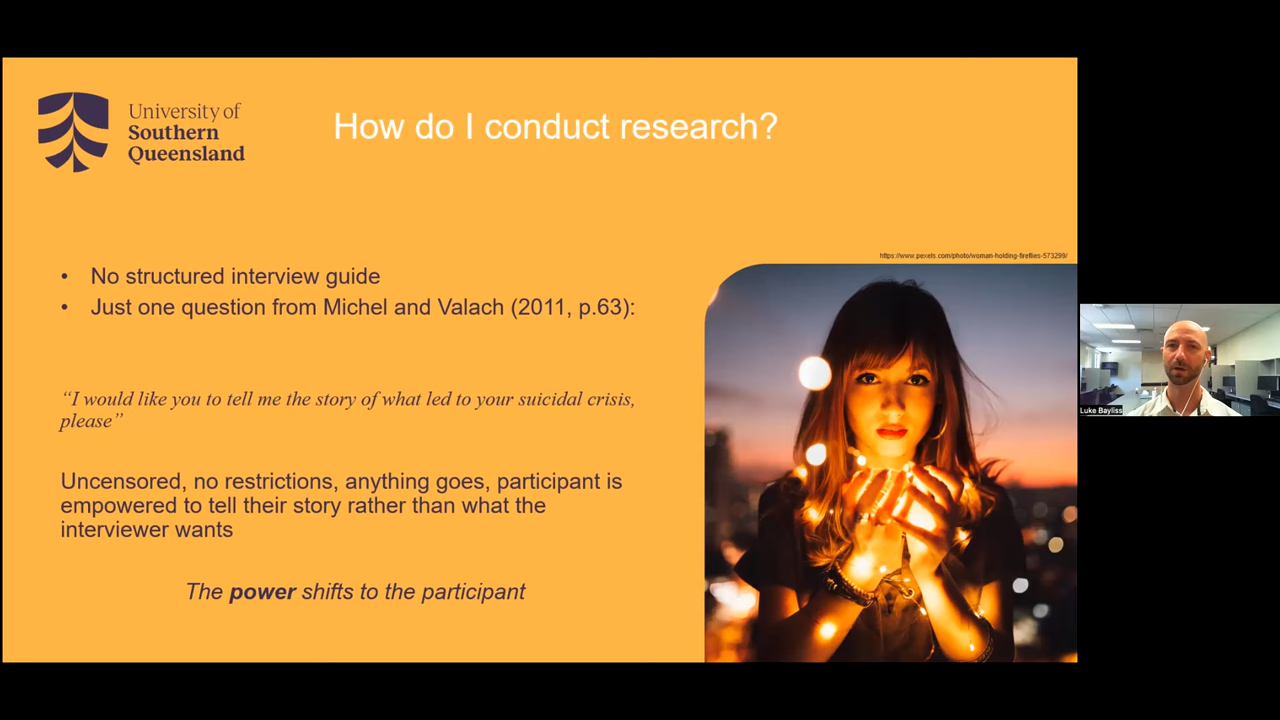 University of
Southern
Queensland
How do I conduct research?
https://www.pexels.com/photo/woman-holding-fireflies-573299/
• No structured interview guide
• Just one question from Michel and Valach (2011, p.63):
“I would like you to tell me the story of what led to your suicidal crisis,
please”
Uncensored, no restrictions, anything goes, participant is
empowered to tell their story rather than what the
interviewer wants
The power shifts to the participant
Luke Bayliss